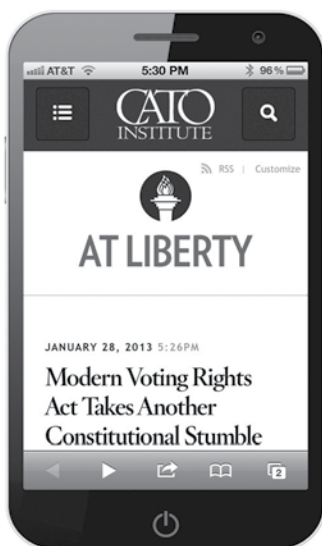 AT&T 5:30 PM 96%
CATO
INSTITUTE
RSS | Customize
AT LIBERTY
JANUARY 28, 2013 5:26PM
Modern Voting Rights
Act Takes Another
Constitutional Stumble
2